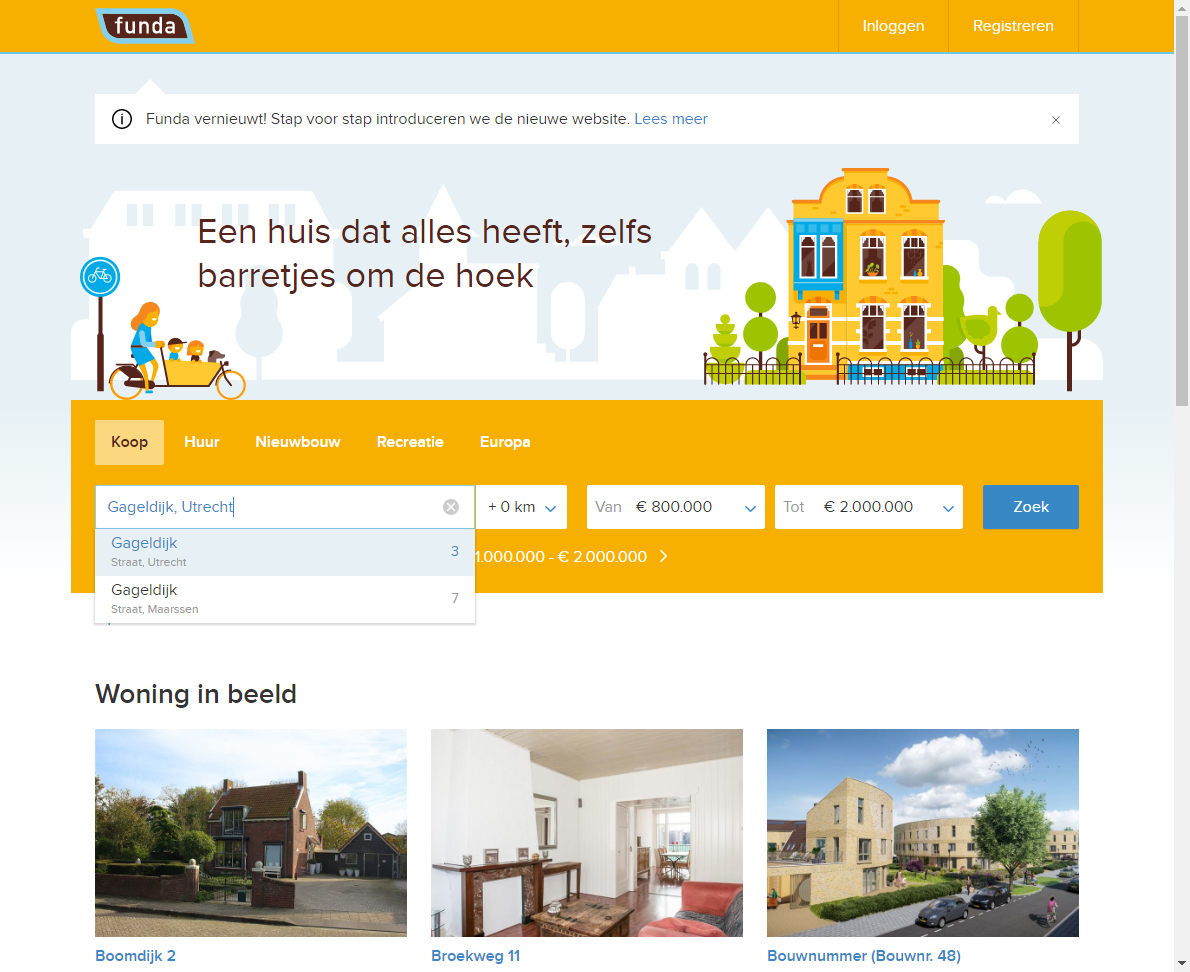 funda
Inloggen
Registreren
Funda vernieuwt! Stap voor stap introduceren we de nieuwe website. Lees meer
Een huis dat alles heeft, zelfs
barretjes om de hoek
Koop
Huur
Nieuwbouw
Recreatie
Europa
Gageldijk, Utrecht
+ 0 km
Van € 800.000
Tot € 2.000.000
Zoek
Gageldijk
Straat, Utrecht
3
1.000.000 - € 2.000.000
Gageldijk
Straat, Maarssen
7
Woning in beeld
Boomdijk 2
Broekweg 11
Bouwnummer (Bouwnr. 48)